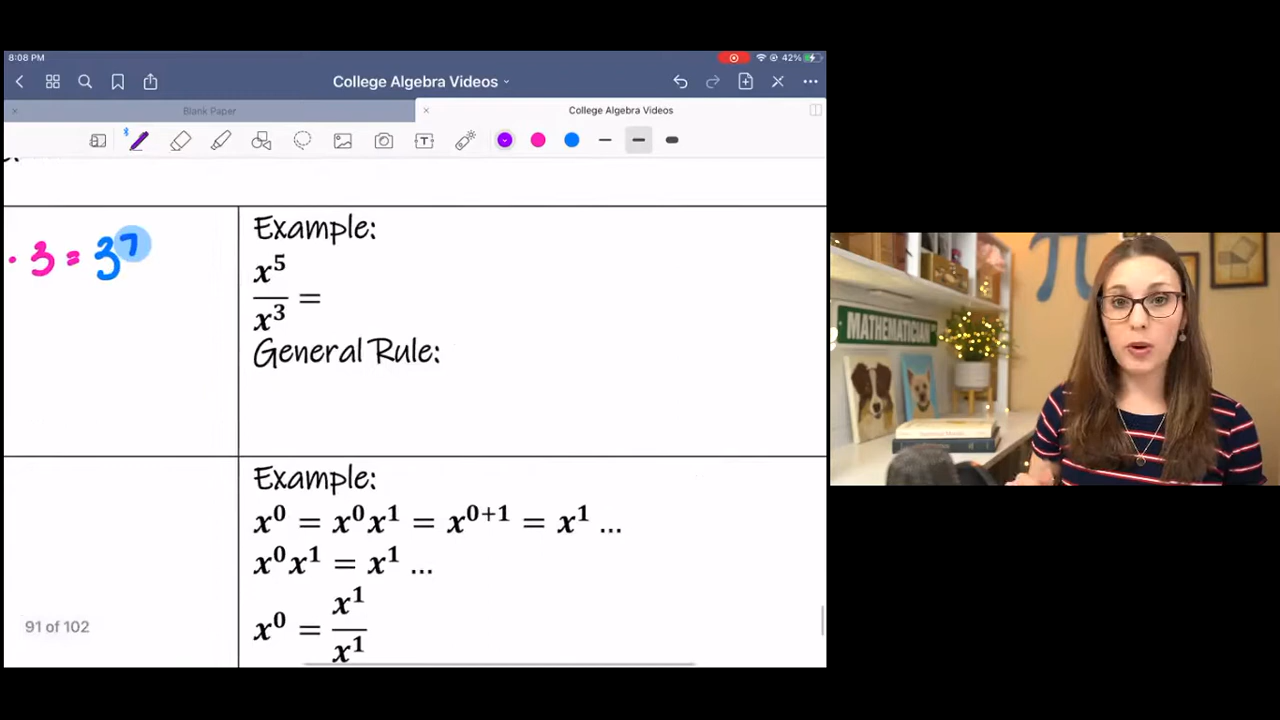 8:08 PM
42%
College Algebra Videos
Blank Paper
College Algebra Videos
· 3 = 3⁷
Example:
x⁵
— =
x³
General Rule:
Example:
x⁰ = x⁰x¹ = x⁰⁺¹ = x¹ ...
x⁰x¹ = x¹ ...
x¹
x⁰ = —
x¹
91 of 102
MATHEMATICIAN